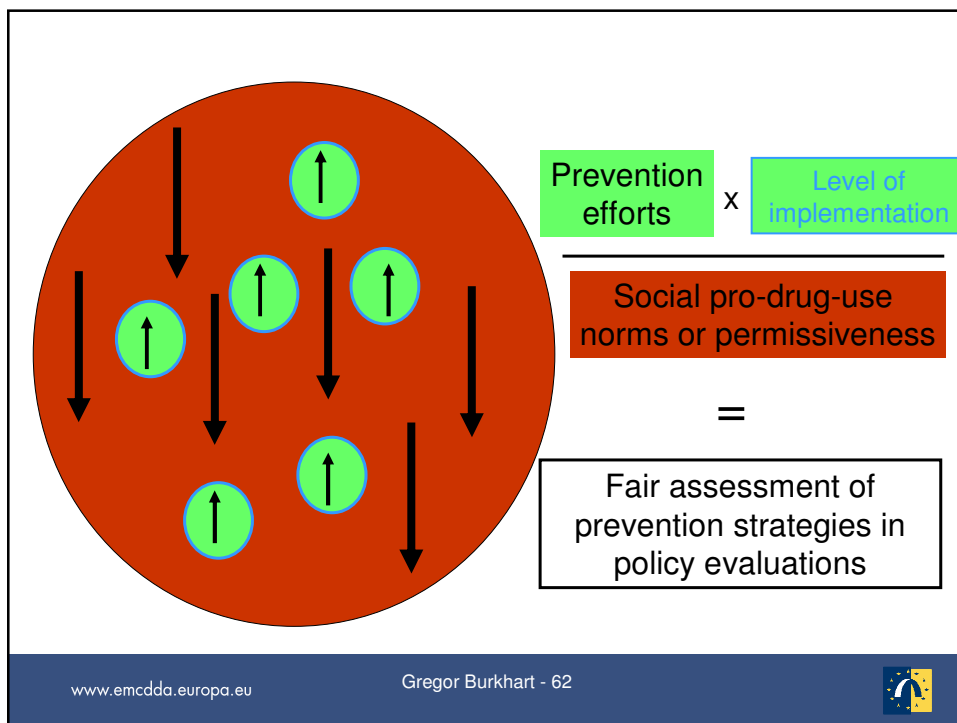 Prevention
efforts
x
Level of
implementation
Social pro-drug-use
norms or permissiveness
=
Fair assessment of
prevention strategies in
policy evaluations
www.emcdda.europa.eu
Gregor Burkhart - 62